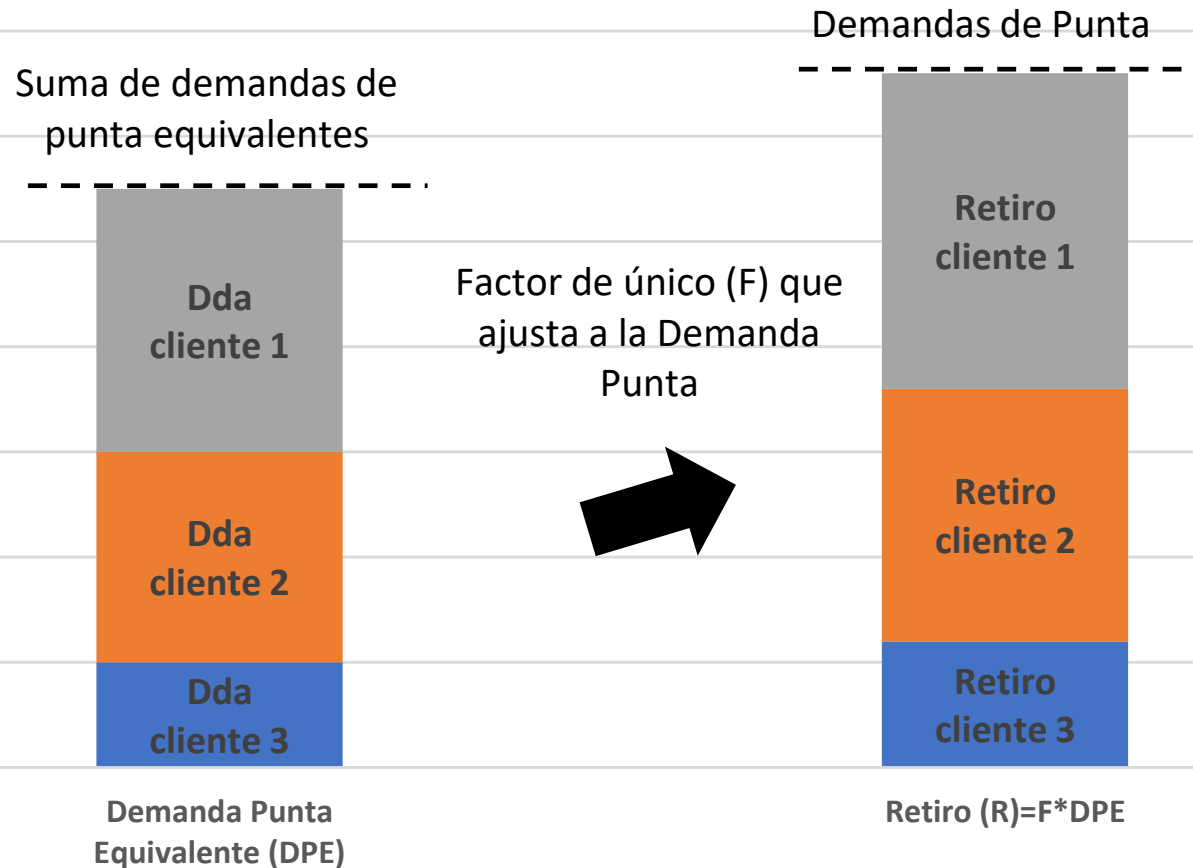 Suma de demandas de
punta equivalentes
Dda
cliente 1
Dda
cliente 2
Dda
cliente 3
Demanda Punta
Equivalente (DPE)
Factor de único (F) que
ajusta a la Demanda
Punta
Demandas de Punta
Retiro
cliente 1
Retiro
cliente 2
Retiro
cliente 3
Retiro (R)=F*DPE